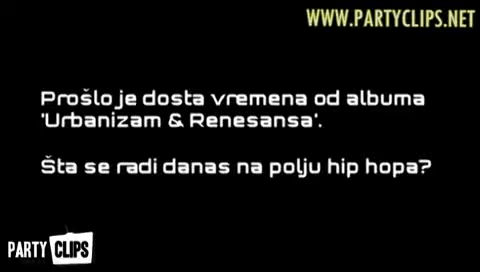 WWW.PARTYCLIPS.NET
Prošlo je dosta vremena od albuma
'Urbanizam & Renesansa'.
Šta se radi danas na polju hip hopa?
PARTY CLIPS